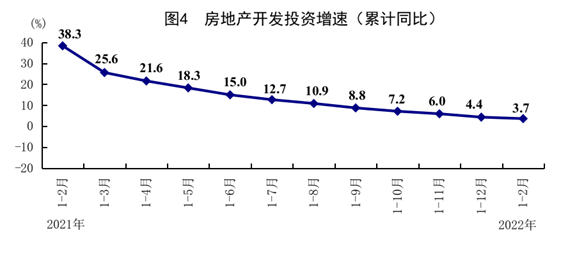 图4 房地产开发投资增速（累计同比）
(%)
40
30
20
10
0
-10
-20
38.3
25.6
21.6
18.3
15.0
12.7
10.9
8.8
7.2
6.0
4.4
3.7
1-2月
1-3月
1-4月
1-5月
1-6月
1-7月
1-8月
1-9月
1-10月
1-11月
1-12月
1-2月
2021年
2022年